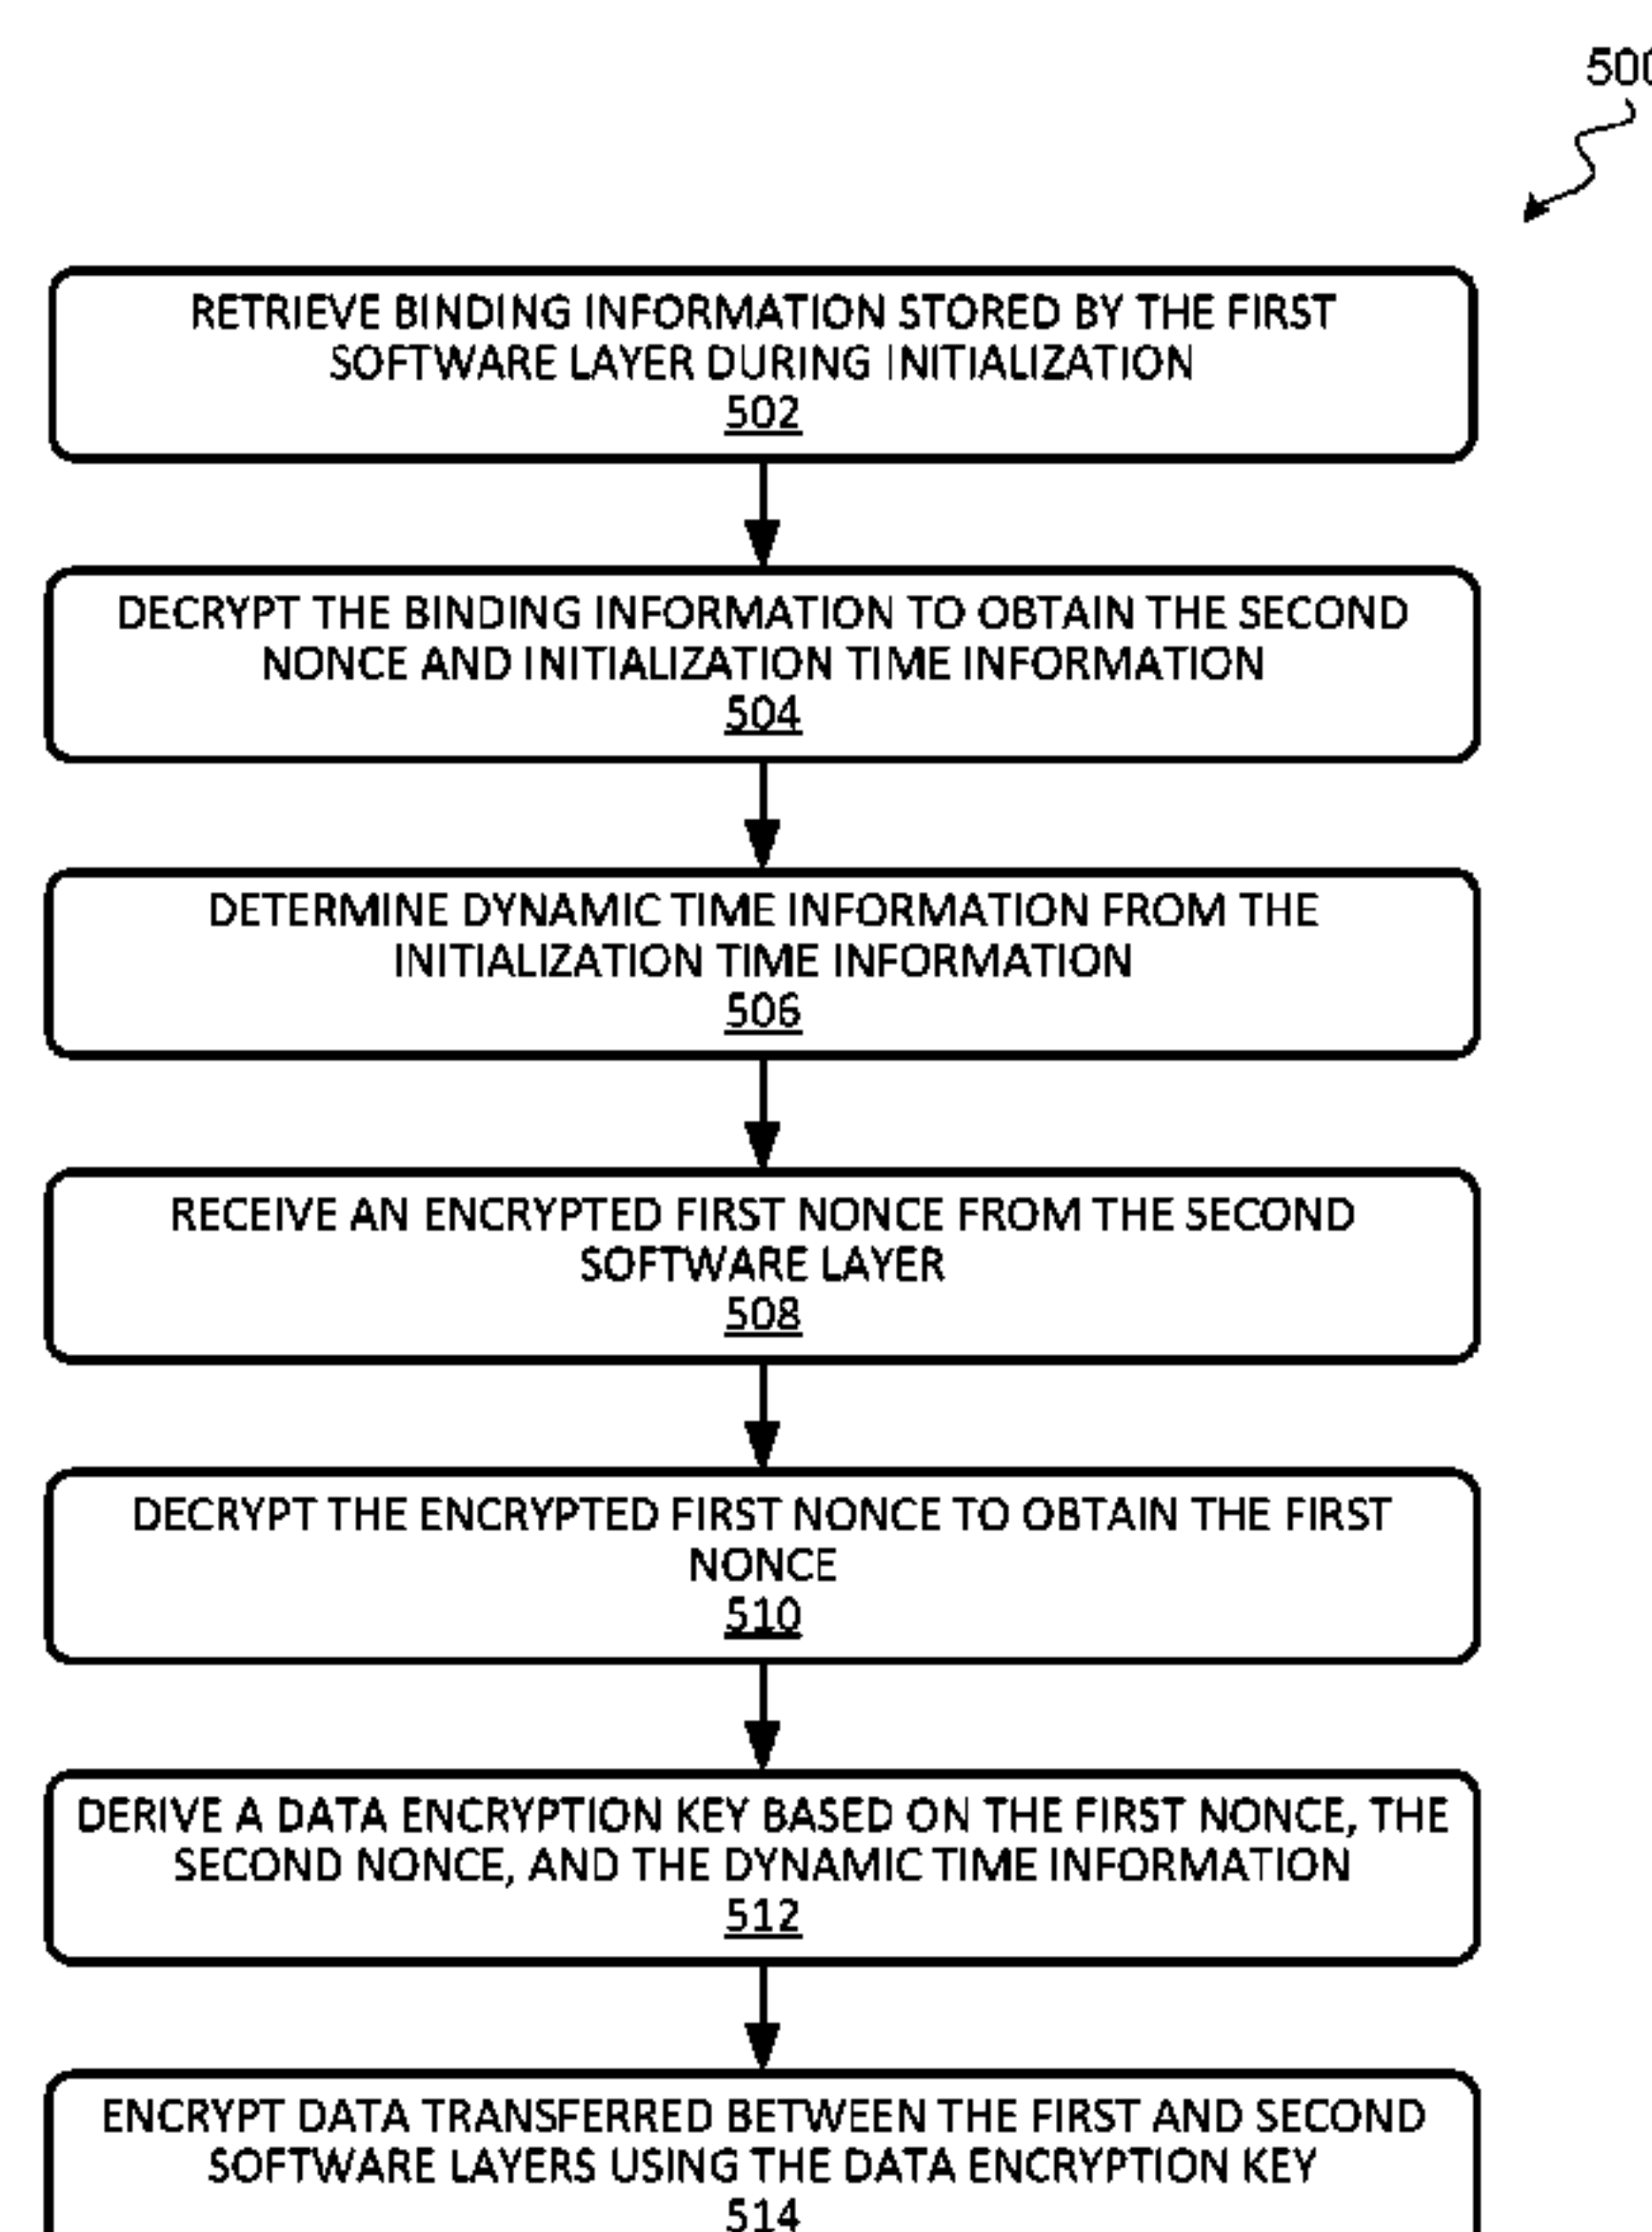 500
RETRIEVE BINDING INFORMATION STORED BY THE FIRST
SOFTWARE LAYER DURING INITIALIZATION
502
DECRYPT THE BINDING INFORMATION TO OBTAIN THE SECOND
NONCE AND INITIALIZATION TIME INFORMATION
504
DETERMINE DYNAMIC TIME INFORMATION FROM THE
INITIALIZATION TIME INFORMATION
506
RECEIVE AN ENCRYPTED FIRST NONCE FROM THE SECOND
SOFTWARE LAYER
508
DECRYPT THE ENCRYPTED FIRST NONCE TO OBTAIN THE FIRST
NONCE
510
DERIVE A DATA ENCRYPTION KEY BASED ON THE FIRST NONCE, THE
SECOND NONCE, AND THE DYNAMIC TIME INFORMATION
512
ENCRYPT DATA TRANSFERRED BETWEEN THE FIRST AND SECOND
SOFTWARE LAYERS USING THE DATA ENCRYPTION KEY
514